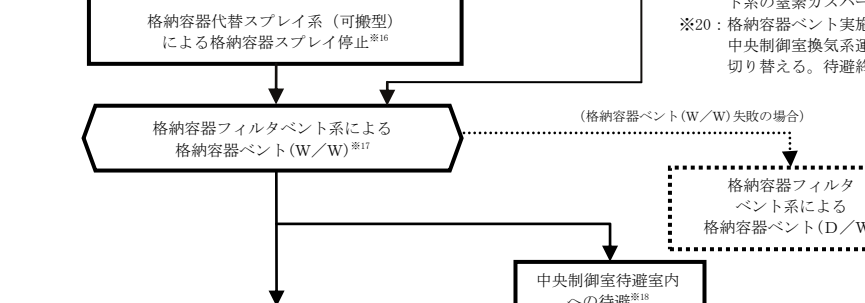 格納容器代替スプレイ系（可搬型）
による格納容器スプレイ停止※16
※20：格納容器ベント実施
中央制御室換気系運
切り替える。待避終
格納容器フィルタベント系による
格納容器ベント(W／W)※17
(格納容器ベント(W／W)失敗の場合)
格納容器フィルタ
ベント系による
格納容器ベント(D／W
中央制御室待避室内
への待避※18